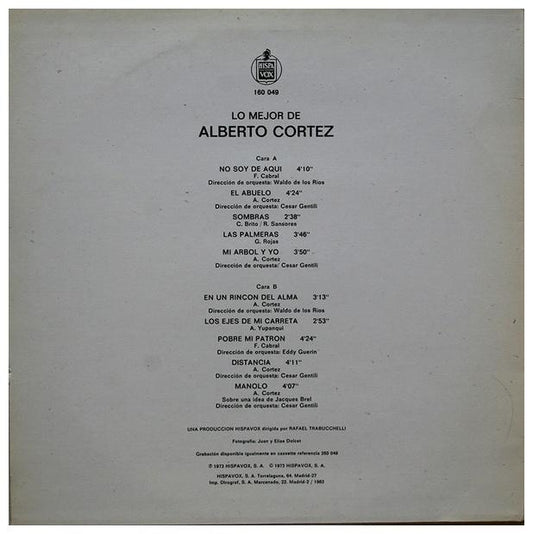 HISPA
VOX
160 049
LO MEJOR DE
ALBERTO CORTEZ
Cara A
NO SOY DE AQUI 4'10"
F. Cabral
Dirección de orquesta: Waldo de los Rios
EL ABUELO 4'24"
A. Cortez
Dirección de orquesta: Cesar Gentili
SOMBRAS 2'38"
C. Brito / R. Sansores
LAS PALMERAS 3'46"
G. Rojas
MI ARBOL Y YO 3'50"
A. Cortez
Dirección de orquesta: Cesar Gentili
Cara B
EN UN RINCON DEL ALMA 3'13"
A. Cortez
Dirección de orquesta: Waldo de los Rios
LOS EJES DE MI CARRETA 2'53"
A. Yupanqui
POBRE MI PATRON 4'24"
F. Cabral
Dirección de orquesta: Eddy Guerin
DISTANCIA 4'11"
A. Cortez
Dirección de orquesta: Cesar Gentili
MANOLO 4'07"
A. Cortez
Sobre una idea de Jacques Brel
Dirección de orquesta: Cesar Gentili
UNA PRODUCCION HISPAVOX dirigida por RAFAEL TRABUCCHELLI
Fotografía: Juan y Elías Dolcet
Grabación disponible igualmente en cassette referencia 260 049
℗ 1973 HISPAVOX, S. A. © 1973 HISPAVOX, S. A.
HISPAVOX, S. A. Torrelaguna, 64. Madrid-27
Imp. Dinograf, S. A. Marcenado, 23. Madrid-2 / 1983